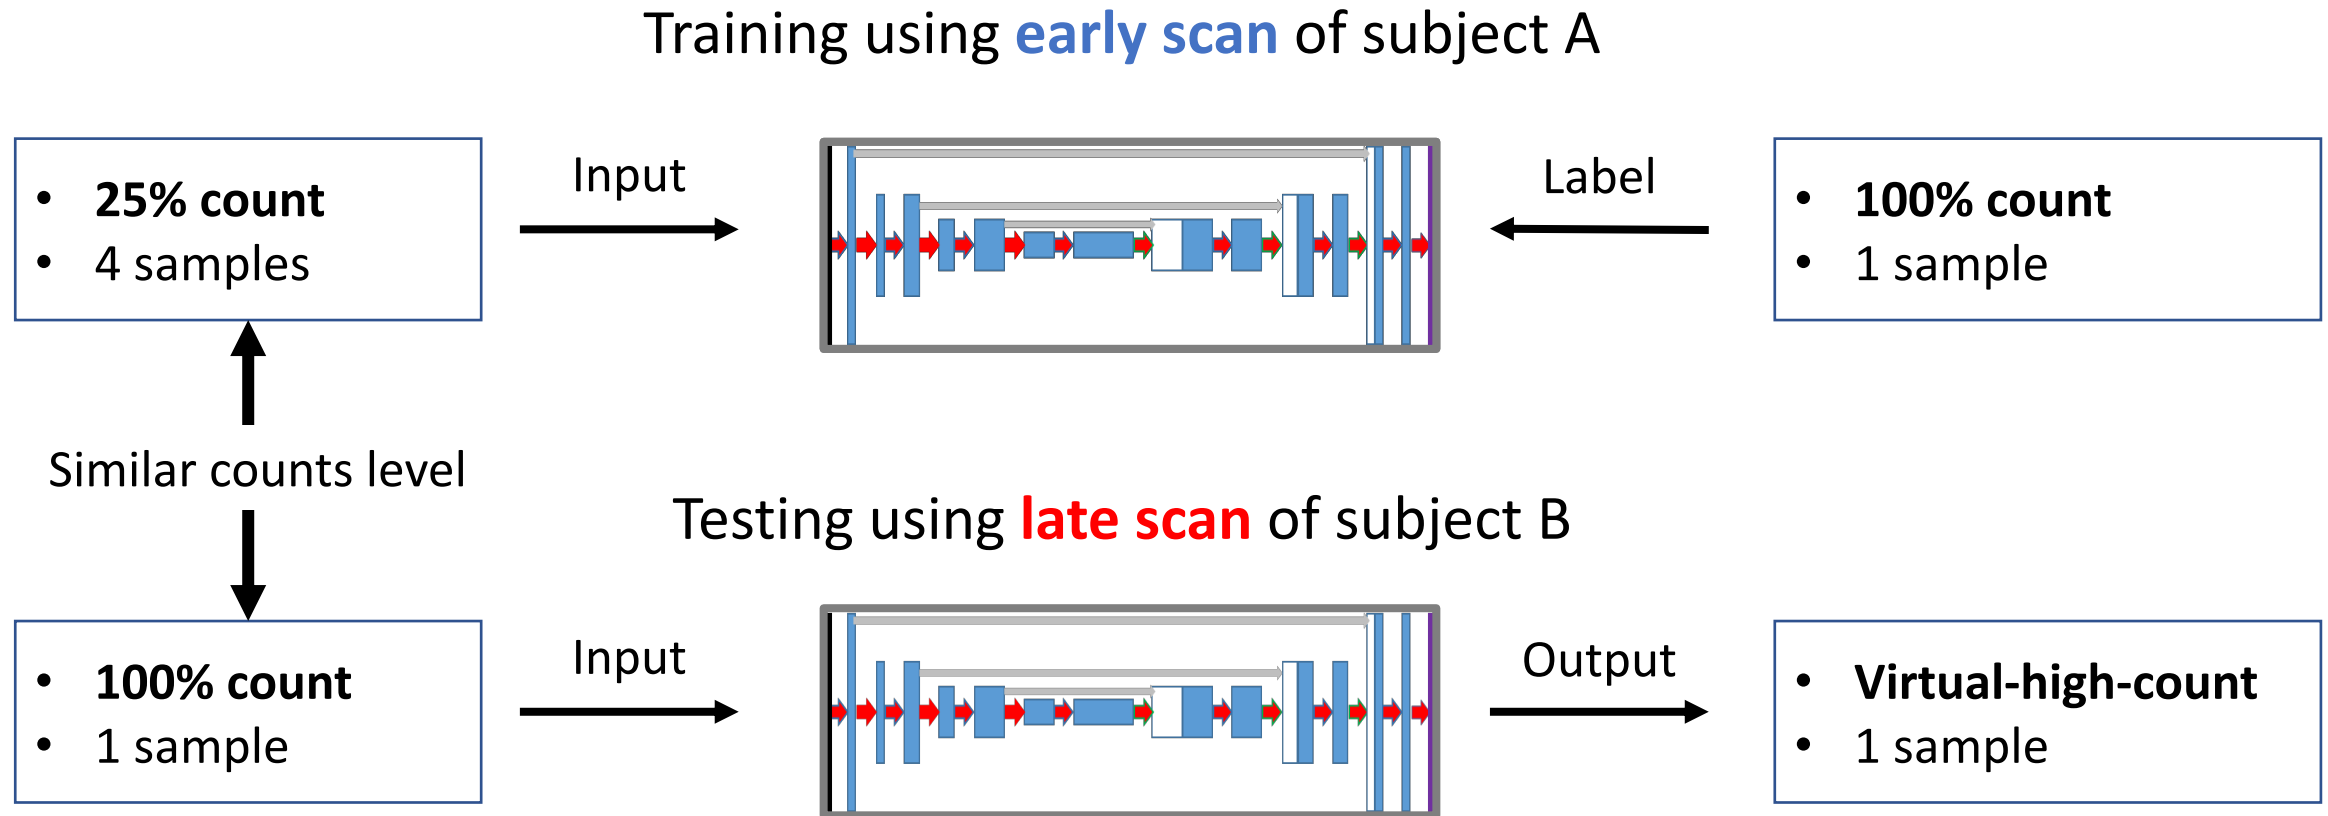 Training using early scan of subject A
• 25% count
• 4 samples
Input
Label
• 100% count
• 1 sample
Similar counts level
Testing using late scan of subject B
• 100% count
• 1 sample
Input
Output
• Virtual-high-count
• 1 sample